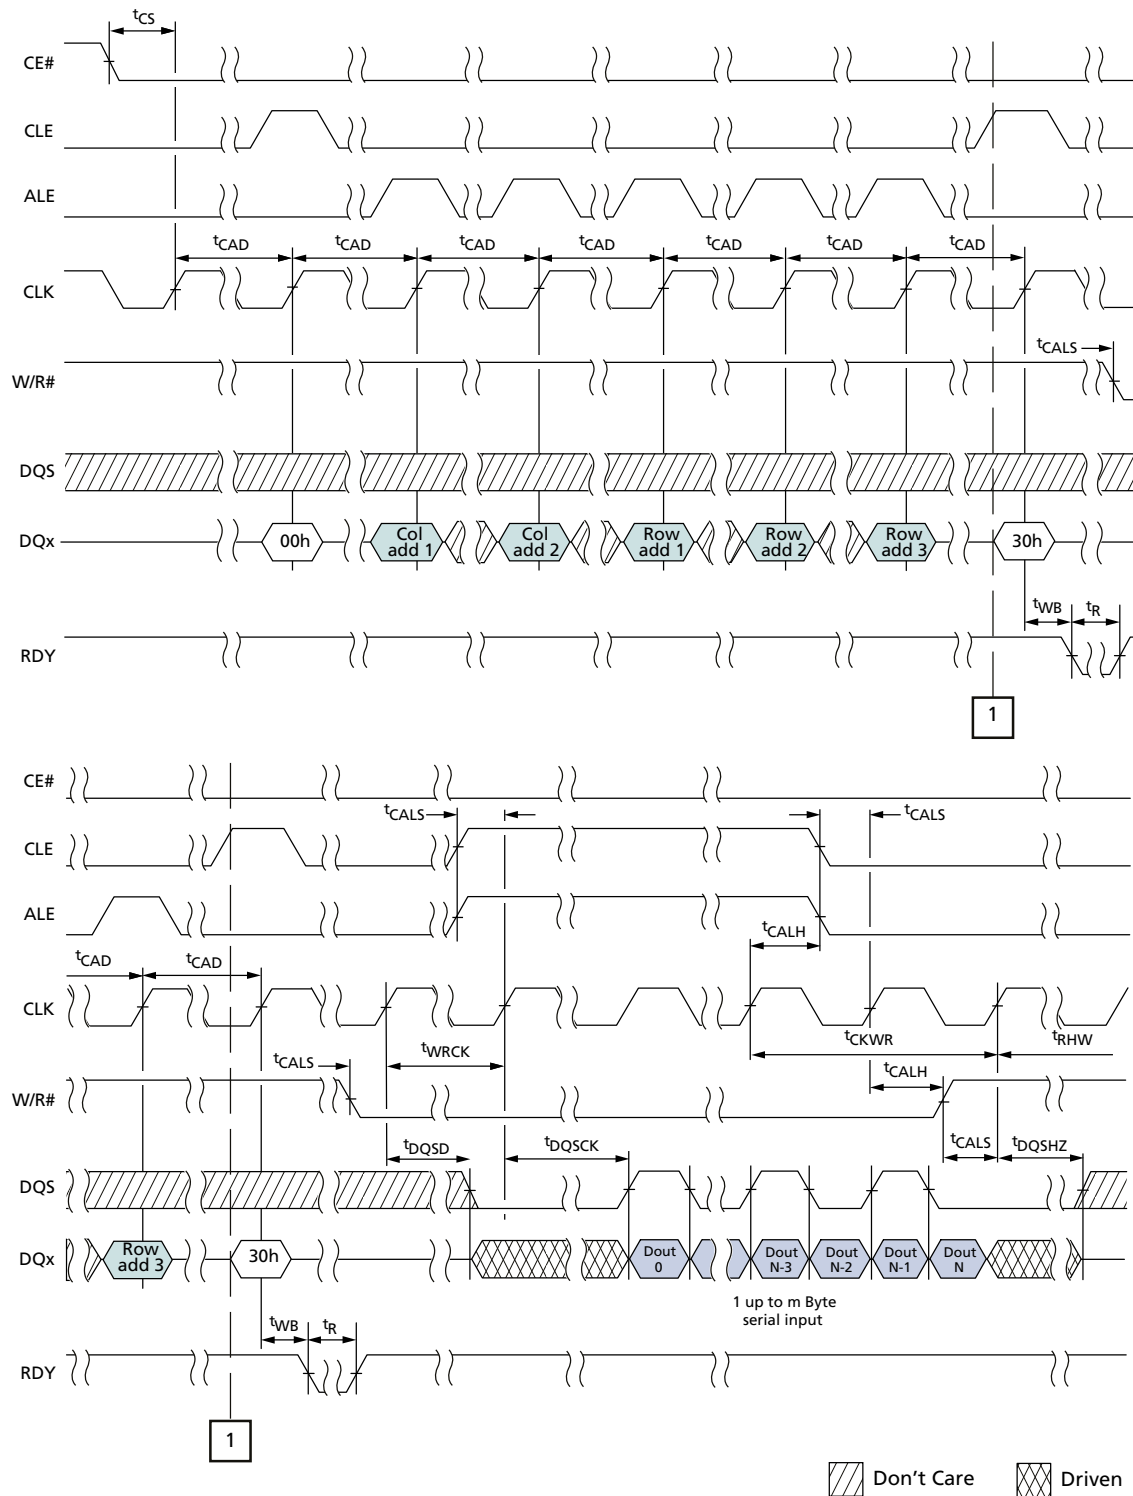 tCS
CE#
CLE
ALE
tCAD tCAD tCAD tCAD tCAD tCAD tCAD
CLK
tCALS
W/R#
DQS
DQx
00h
Col add 1
Col add 2
Row add 1
Row add 2
Row add 3
30h
tWB tR
RDY
1
CE#
tCALS tCALS
CLE
ALE
tCALH
tCAD tCAD
CLK
tCALS tWRCK tCKWR tRHW
tCALH
W/R#
tDQSD tDQSCK tCALS tDQSHZ
DQS
DQx
Row add 3
30h
Dout 0
Dout N-3
Dout N-2
Dout N-1
Dout N
1 up to m Byte
serial input
tWB tR
RDY
1
Don't Care Driven